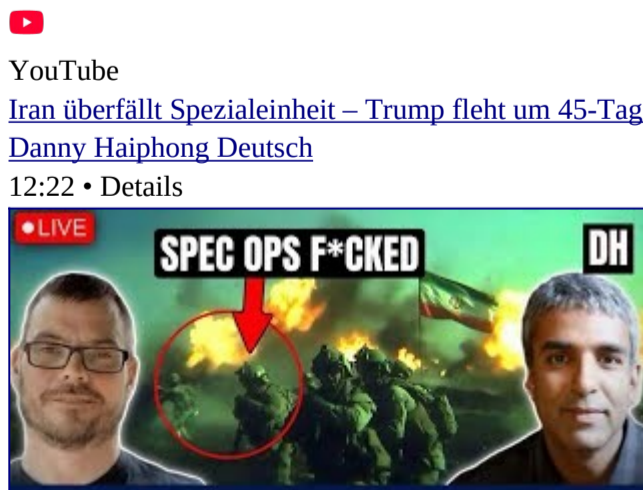 YouTube
Iran überfällt Spezialeinheit – Trump fleht um 45-Tag
Danny Haiphong Deutsch
12:22 • Details
LIVE
SPEC OPS F*CKED
DH